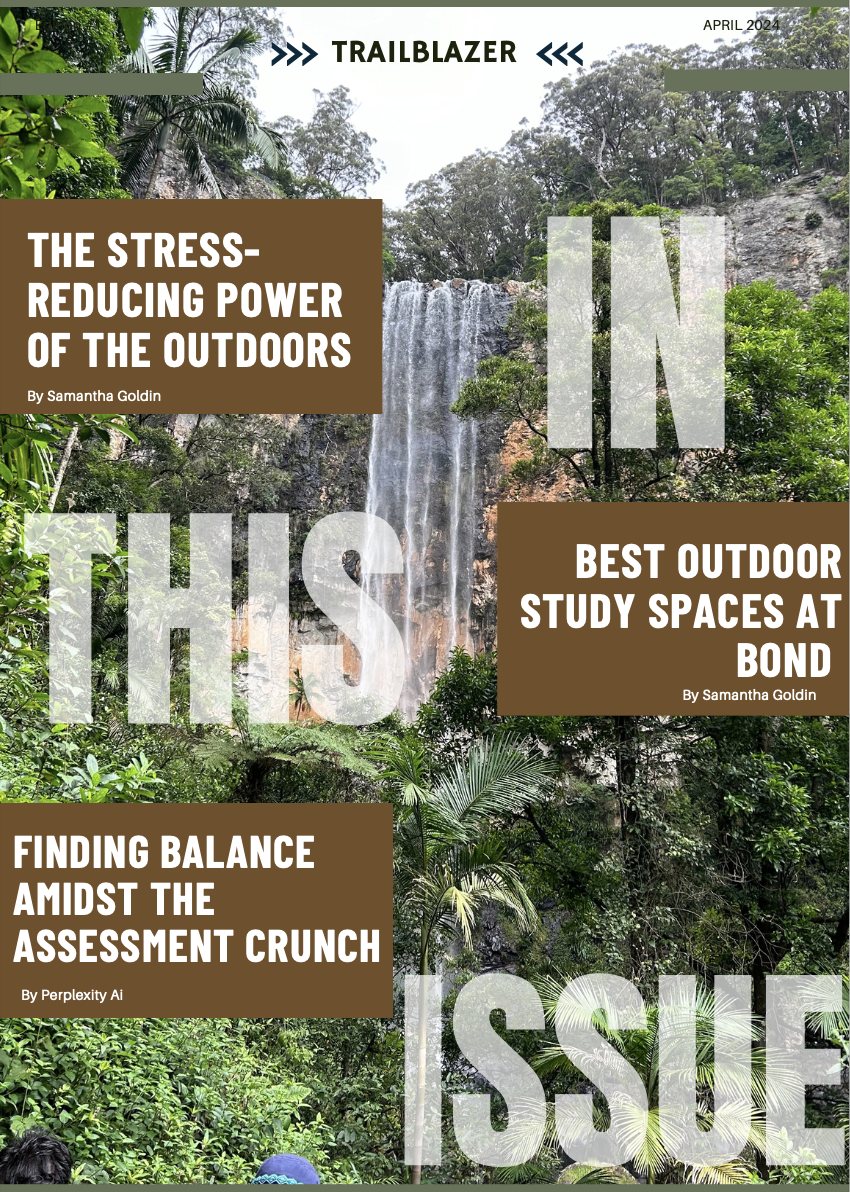 APRIL 2024
>>> TRAILBLAZER <<<
THE STRESS-
REDUCING POWER
OF THE OUTDOORS
By Samantha Goldin
IN
THIS
BEST OUTDOOR
STUDY SPACES AT
BOND
By Samantha Goldin
FINDING BALANCE
AMIDST THE
ASSESSMENT CRUNCH
By Perplexity Ai
ISSUE